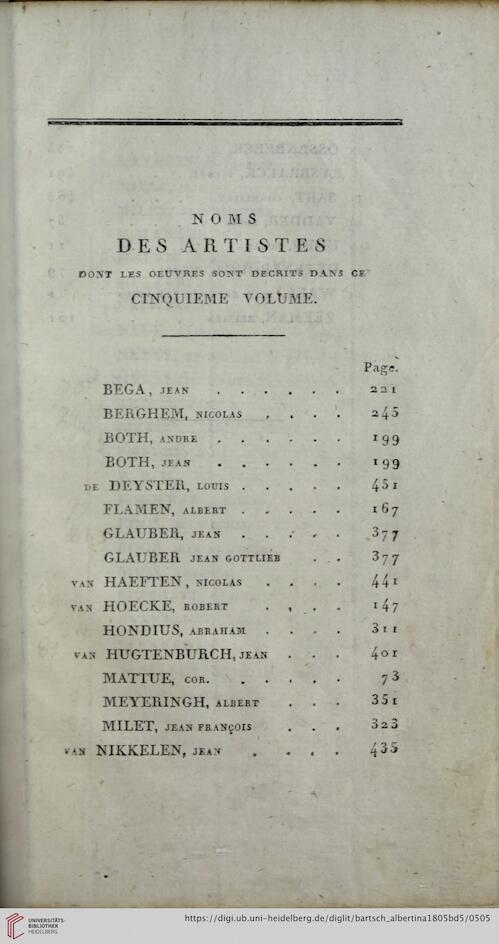 NOMS
DES ARTISTES
DONT LES OEUVRES SONT DECRITS DANS CE
CINQUIEME VOLUME.
Page.
BEGA, JEAN . . . . . . 221
BERGHEM, NICOLAS . . . . 245
BOTH, ANDRE . . . . . . 199
BOTH, JEAN . . . . . . 199
DE DEYSTER, LOUIS . . . . . 451
FLAMEN, ALBERT . . . . . 167
GLAUBER, JEAN . . . . . 377
GLAUBER JEAN GOTTLIEB . . 377
VAN HAEFTEN, NICOLAS . . . . 441
VAN HOECKE, ROBERT . . . . 147
HONDIUS, ABRAHAM . . . . 311
VAN HUGTENBURCH, JEAN . . . 401
MATTUE, COR. . . . . . 73
MEYERINGH, ALBERT . . . 351
MILET, JEAN FRANÇOIS . . . 323
VAN NIKKELEN, JEAN . . . . 435
UNIVERSITÄTS-
BIBLIOTHEK
HEIDELBERG
https://digi.ub.uni-heidelberg.de/diglit/bartsch_albertina1805bd5/0505